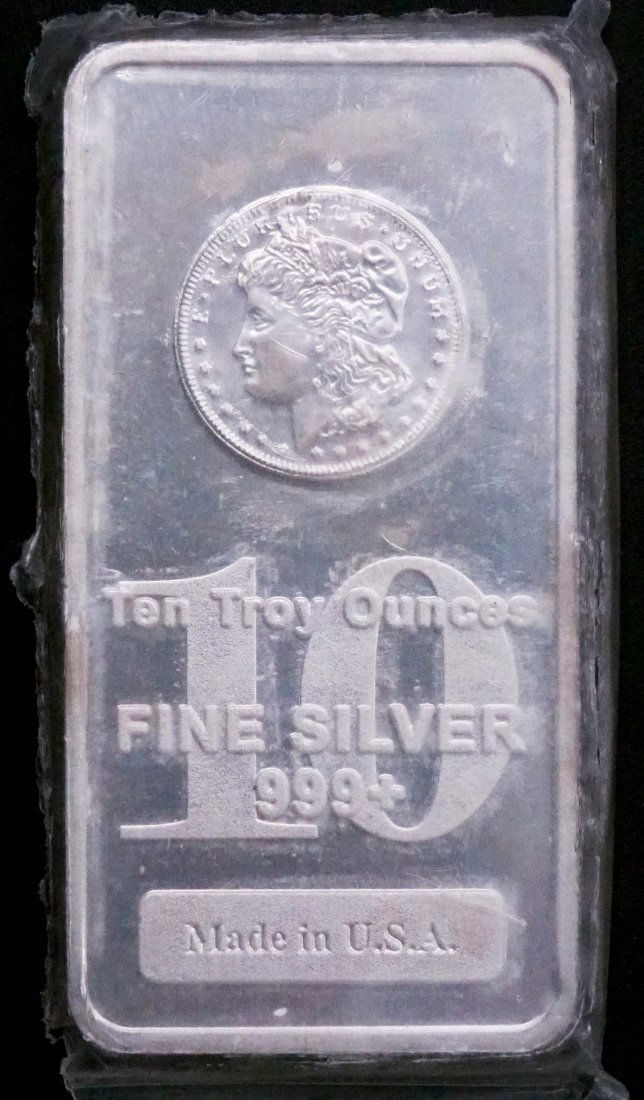 E·PLURIBUS·UNUM
10
Ten Troy Ounces
FINE SILVER
999+
Made in U.S.A.